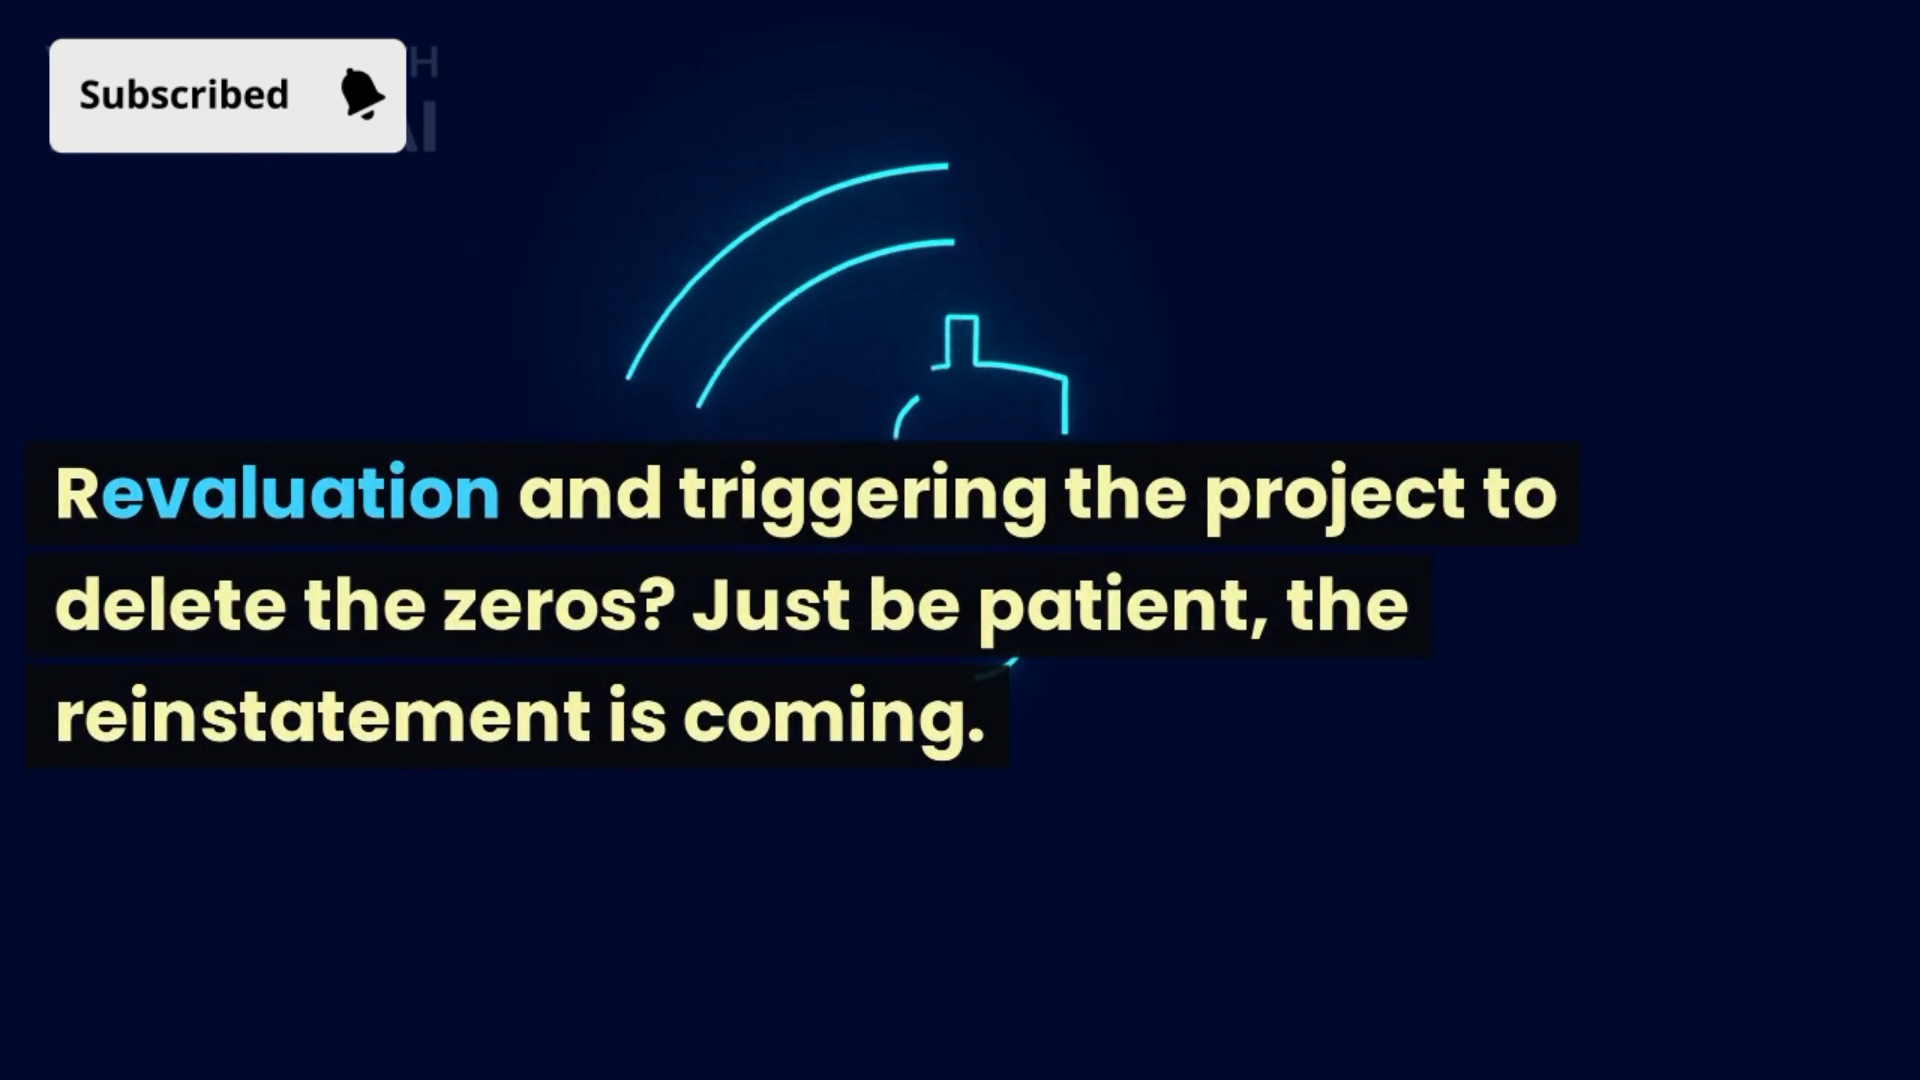 Subscribed
Revaluation and triggering the project to
delete the zeros? Just be patient, the
reinstatement is coming.